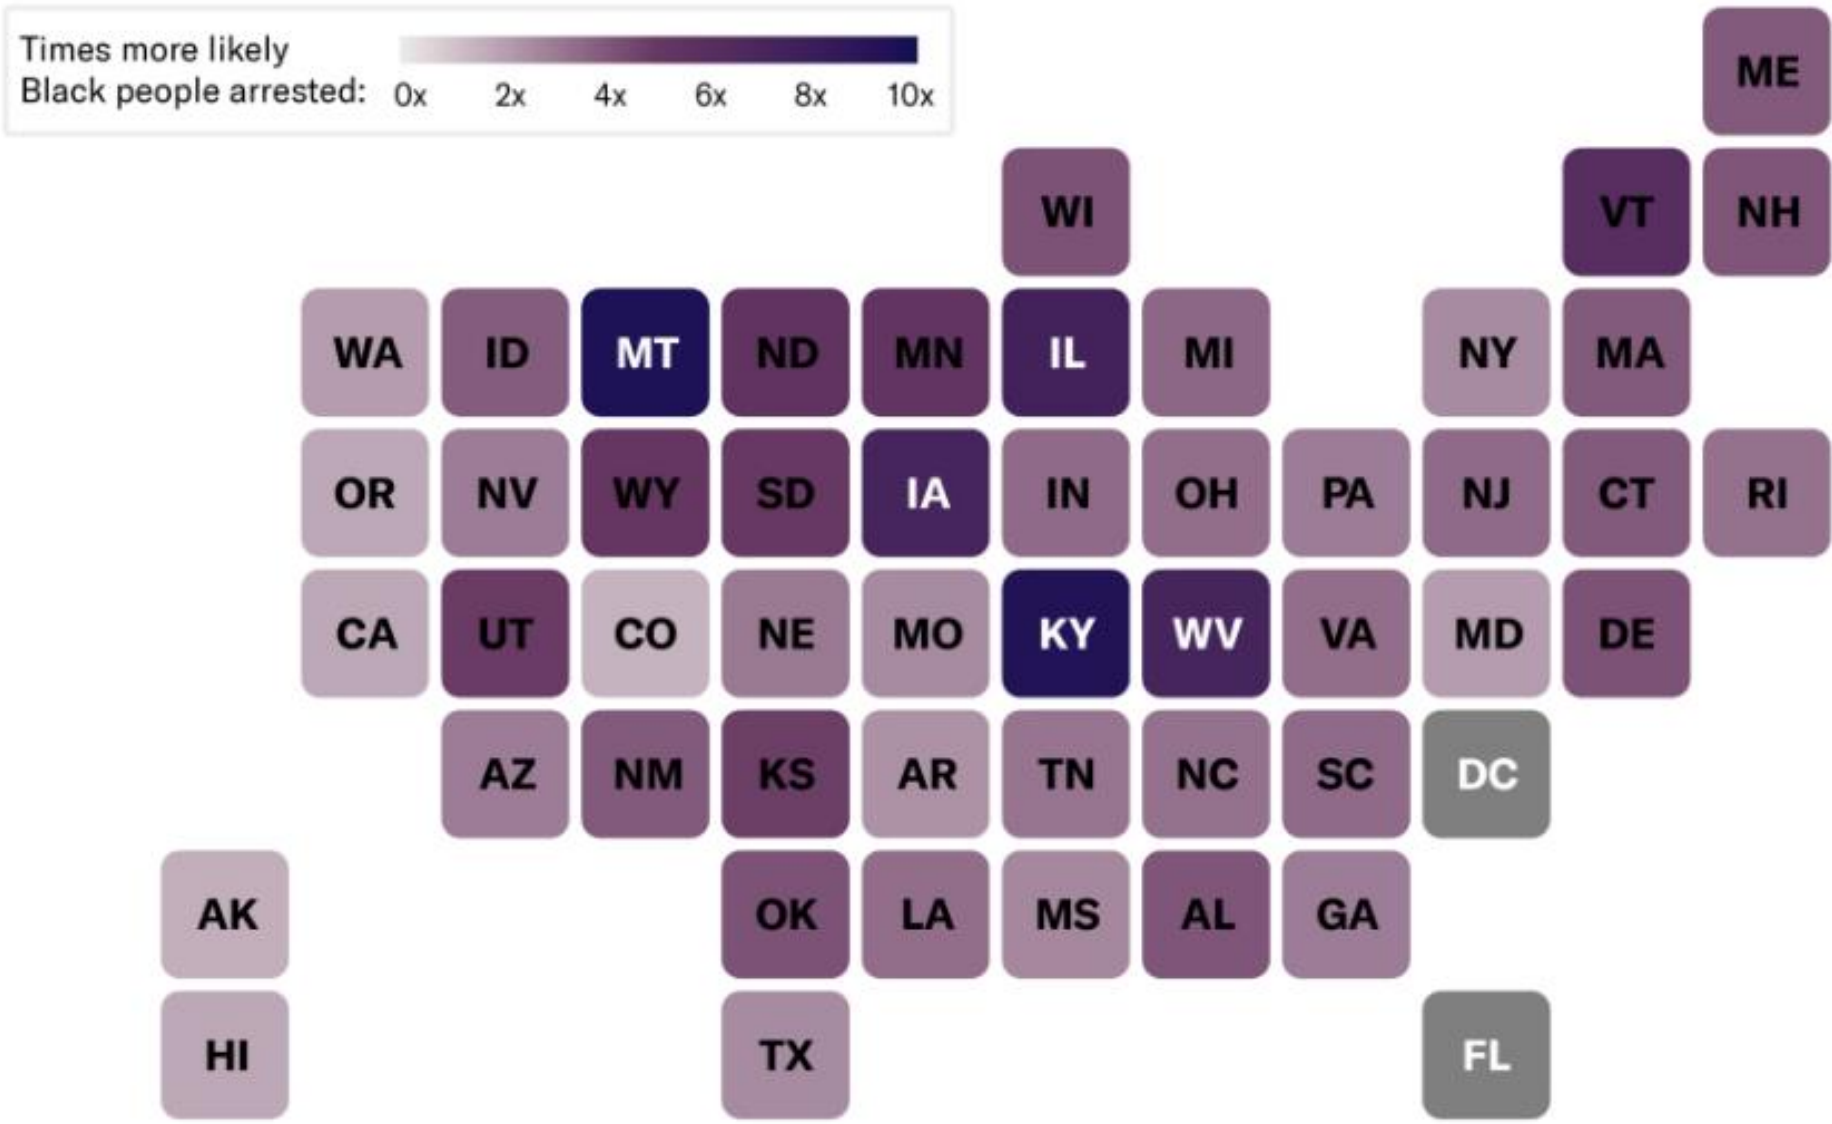 Times more likely
Black people arrested:
0x 2x 4x 6x 8x 10x
ME
WI VT NH
WA ID MT ND MN IL MI NY MA
OR NV WY SD IA IN OH PA NJ CT RI
CA UT CO NE MO KY WV VA MD DE
AZ NM KS AR TN NC SC DC
AK OK LA MS AL GA
HI TX FL